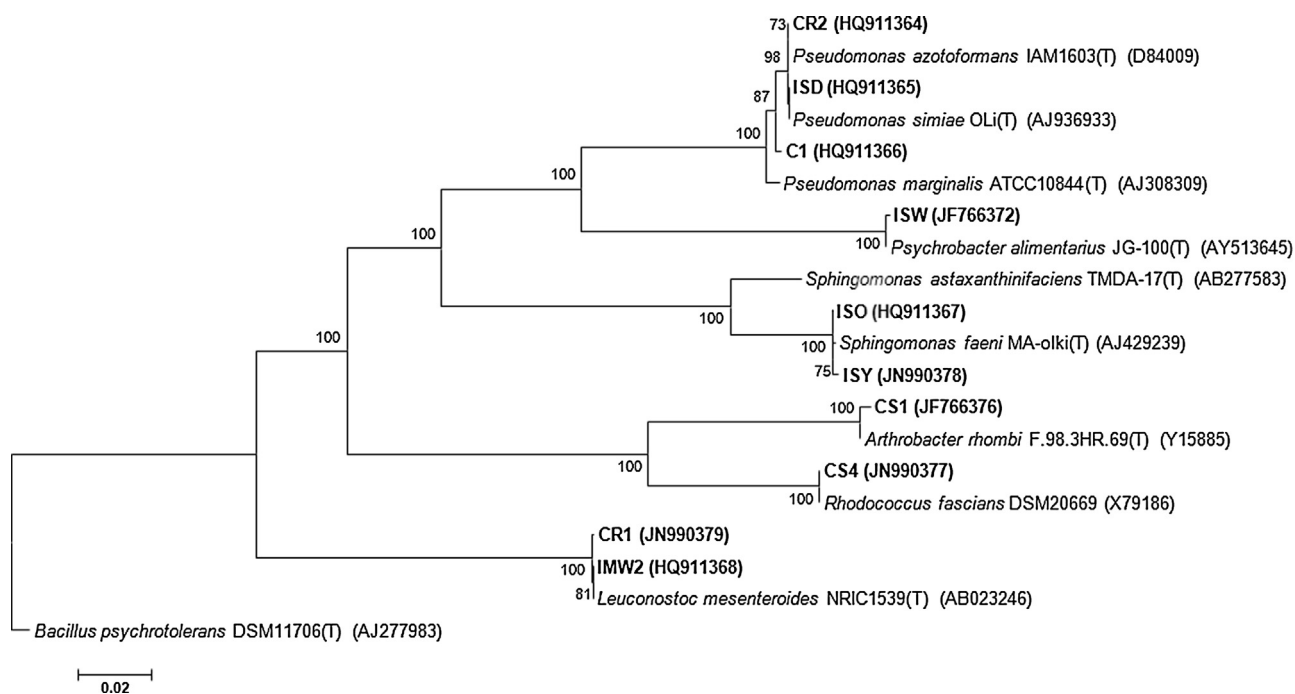 73 CR2 (HQ911364)
98 Pseudomonas azotoformans IAM1603(T) (D84009)
ISD (HQ911365)
87
Pseudomonas simiae OLi(T) (AJ936933)
100
C1 (HQ911366)
100
Pseudomonas marginalis ATCC10844(T) (AJ308309)
ISW (JF766372)
100
100 Psychrobacter alimentarius JG-100(T) (AY513645)
Sphingomonas astaxanthinifaciens TMDA-17(T) (AB277583)
100 ISO (HQ911367)
100
100 Sphingomonas faeni MA-olki(T) (AJ429239)
75 ISY (JN990378)
100 CS1 (JF766376)
Arthrobacter rhombi F.98.3HR.69(T) (Y15885)
100
CS4 (JN990377)
100 Rhodococcus fascians DSM20669 (X79186)
CR1 (JN990379)
100 IMW2 (HQ911368)
81 Leuconostoc mesenteroides NRIC1539(T) (AB023246)
Bacillus psychrotolerans DSM11706(T) (AJ277983)
0.02